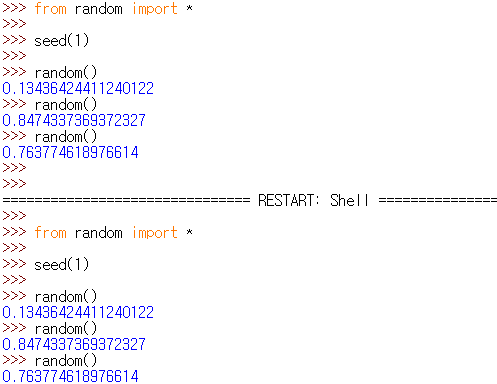 >>> from random import *
>>>
>>> seed(1)
>>>
>>> random()
0.13436424411240122
>>> random()
0.8474337369372327
>>> random()
0.763774618976614
>>>
>>>
=============================== RESTART: Shell ===============
>>>
>>> from random import *
>>>
>>> seed(1)
>>>
>>> random()
0.13436424411240122
>>> random()
0.8474337369372327
>>> random()
0.763774618976614